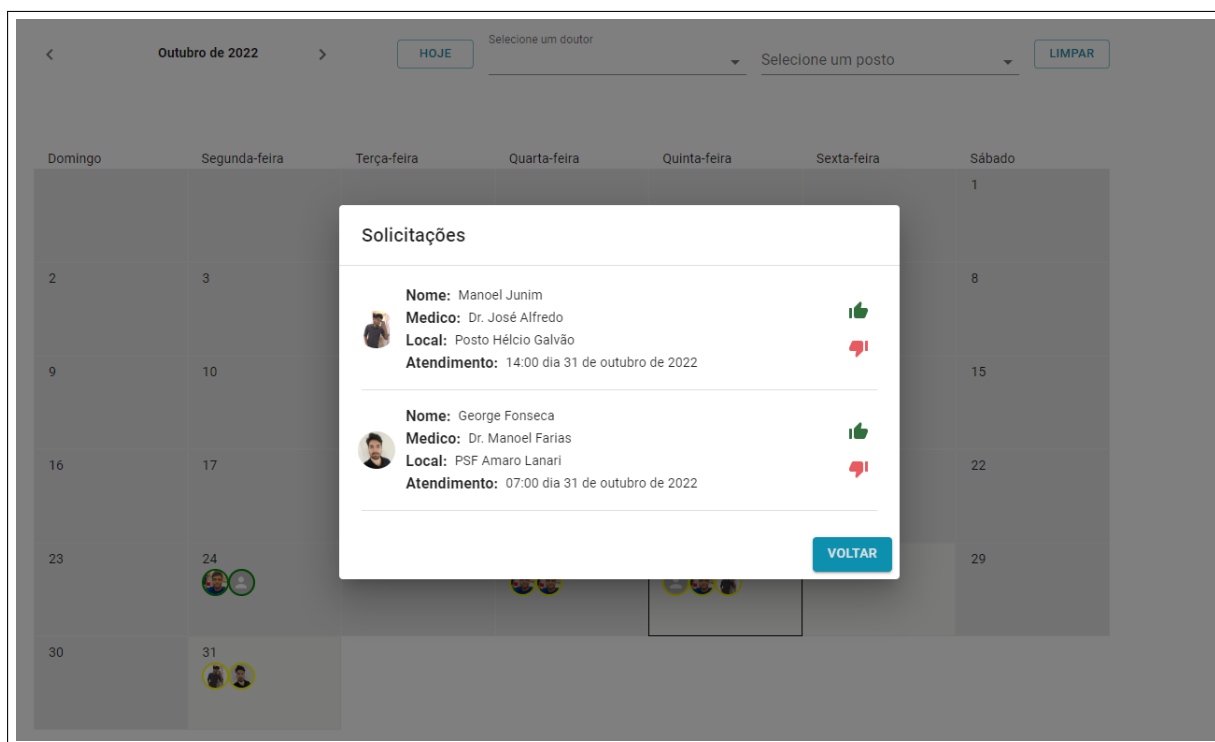 Outubro de 2022
HOJE
Selecione um doutor
Selecione um posto
LIMPAR
Domingo Segunda-feira Terça-feira Quarta-feira Quinta-feira Sexta-feira Sábado
1
Solicitações
2 3 8
Nome: Manoel Junim
Medico: Dr. José Alfredo
Local: Posto Hélcio Galvão
Atendimento: 14:00 dia 31 de outubro de 2022
9 10 15
Nome: George Fonseca
Medico: Dr. Manoel Farias
Local: PSF Amaro Lanari
Atendimento: 07:00 dia 31 de outubro de 2022
16 17 22
VOLTAR
23 24 29
30 31